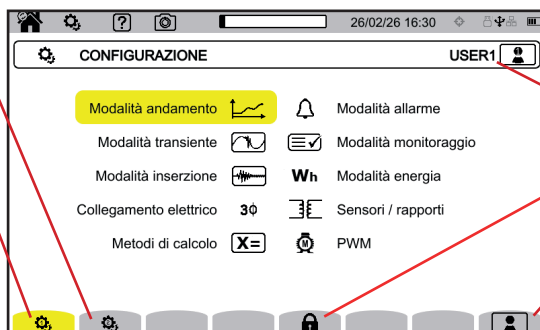 ? 26/02/26 16:30
CONFIGURAZIONE USER1
Modalità andamento Modalità allarme
Modalità transiente Modalità monitoraggio
Modalità inserzione Wh Modalità energia
Collegamento elettrico 3φ Sensori / rapporti
Metodi di calcolo X= M PWM